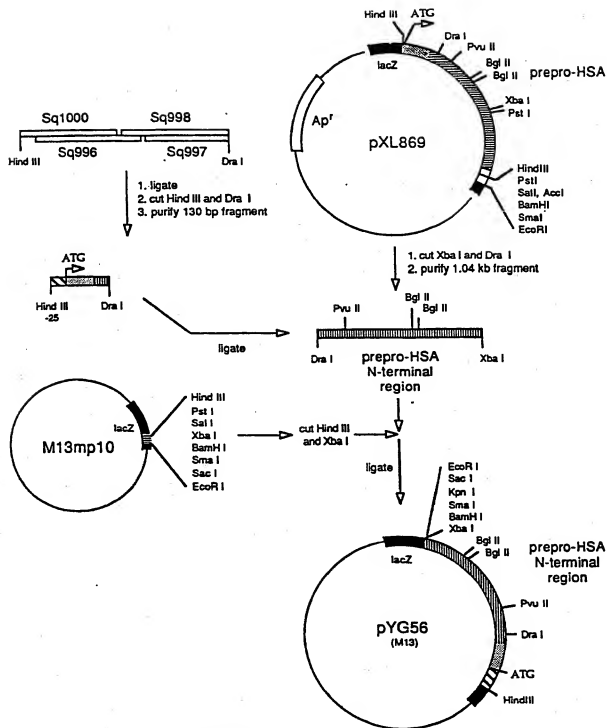 Hind III
ATG
lacZ
Dra I
Pvu II
Bgl II
Bgl II
prepro-HSA
Xba I
Pst I
Apʳ
pXL869
HindIII
PstI
SalI, AccI
BamHI
SmaI
EcoRI
Sq1000
Sq998
Sq996
Sq997
Hind III
Dra I
1. ligate
2. cut Hind III and Dra I
3. purify 130 bp fragment
1. cut Xba I and Dra I
2. purify 1.04 kb fragment
ATG
Hind III
-25
Dra I
ligate
Pvu II
Bgl II
Bgl II
Dra I
Xba I
prepro-HSA
N-terminal
region
M13mp10
lacZ
Hind III
Pst I
Sal I
Xba I
BamH I
Sma I
Sac I
EcoR I
cut Hind III
and Xba I
ligate
EcoR I
Sac I
Kpn I
Sma I
BamH I
Xba I
lacZ
Bgl II
Bgl II
prepro-HSA
N-terminal
region
Pvu II
Dra I
pYG56
(M13)
ATG
HindIII